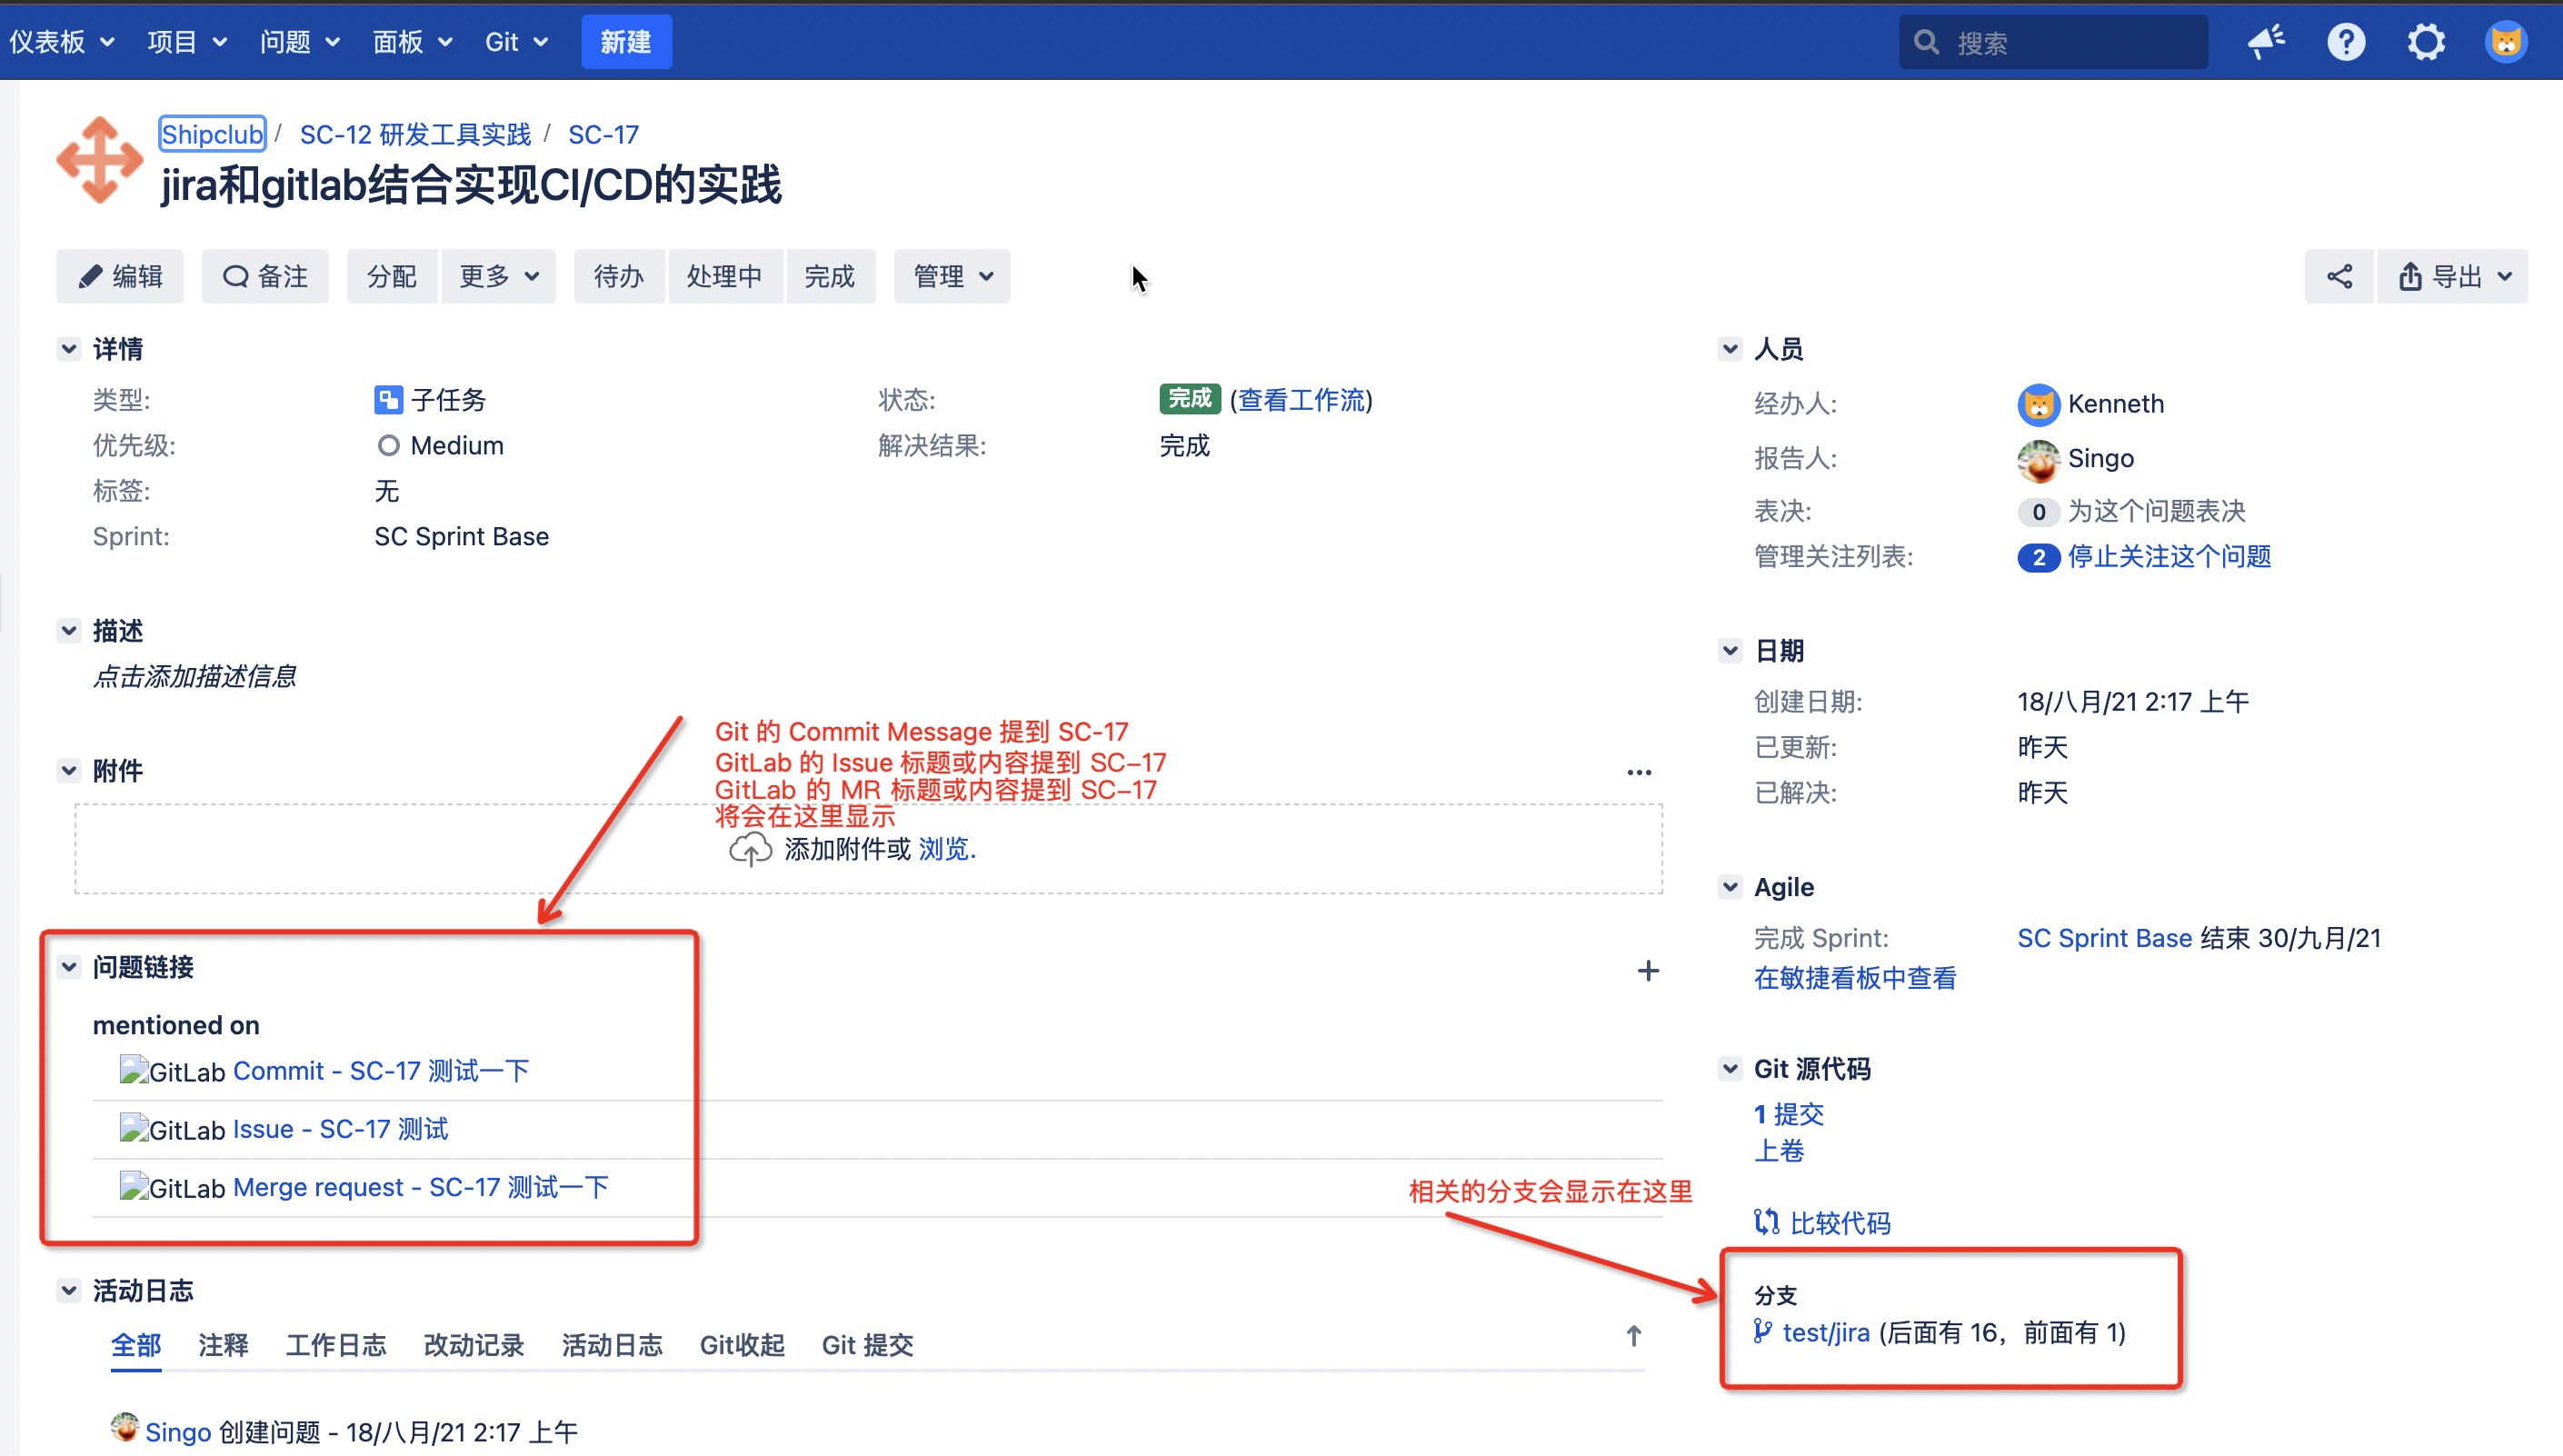 仪表板 项目 问题 面板 Git 新建 搜索
Shipclub / SC-12 研发工具实践 / SC-17
jira和gitlab结合实现CI/CD的实践
编辑 备注 分配 更多 待办 处理中 完成 管理 导出
详情
类型: 子任务 状态: 完成 (查看工作流)
优先级: Medium 解决结果: 完成
标签: 无
Sprint: SC Sprint Base
描述
点击添加描述信息
附件
Git 的 Commit Message 提到 SC-17
GitLab 的 Issue 标题或内容提到 SC-17
GitLab 的 MR 标题或内容提到 SC-17
将会在这里显示
添加附件或 浏览.
问题链接
mentioned on
GitLab Commit - SC-17 测试一下
GitLab Issue - SC-17 测试
GitLab Merge request - SC-17 测试一下
活动日志
全部 注释 工作日志 改动记录 活动日志 Git收起 Git 提交
Singo 创建问题 - 18/八月/21 2:17 上午
人员
经办人: Kenneth
报告人: Singo
表决: 0 为这个问题表决
管理关注列表: 2 停止关注这个问题
日期
创建日期: 18/八月/21 2:17 上午
已更新: 昨天
已解决: 昨天
Agile
完成 Sprint: SC Sprint Base 结束 30/九月/21
在敏捷看板中查看
Git 源代码
1 提交
上卷
比较代码
相关的分支会显示在这里
分支
test/jira (后面有 16，前面有 1)